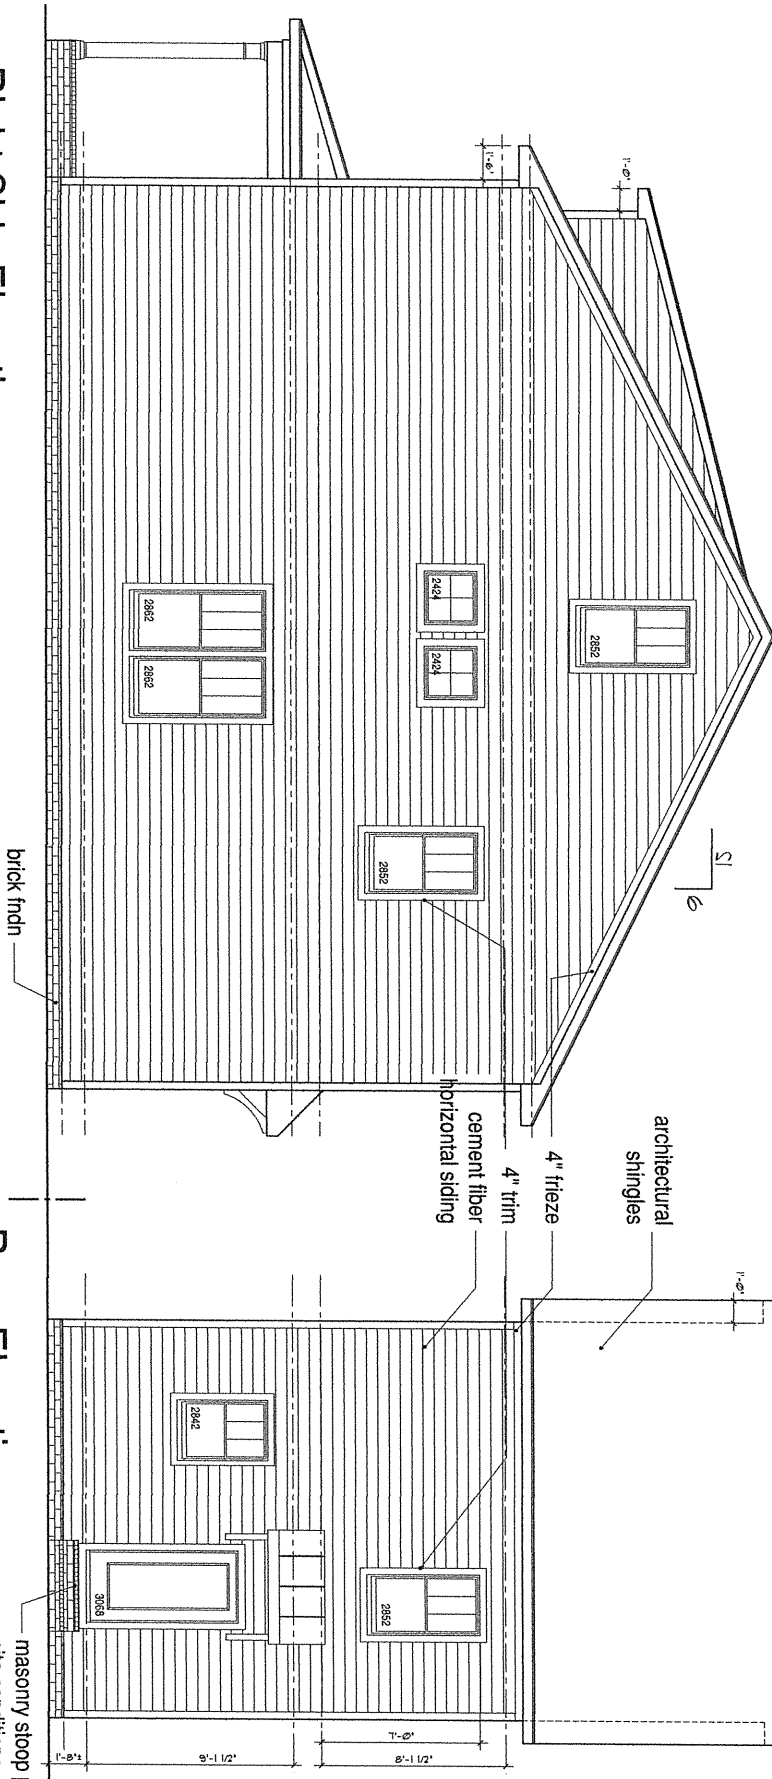 1'-6"
1'-0"
2852
2424
2424
2862
2862
2852
12
6
brick fndn
architectural
shingles
4" frieze
4" trim
cement fiber
horizontal siding
1'-0"
2842
3068
2852
masonry stoop
7'-0"
1'-8"±
9'-1 1/2"
8'-1 1/2"